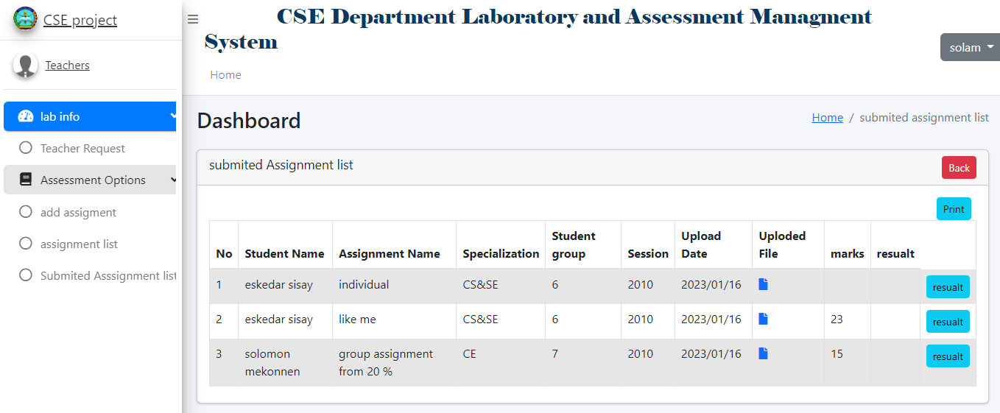 CSE project
Teachers
lab info
Teacher Request
Assessment Options
add assigment
assignment list
Submited Asssignment list
CSE Department Laboratory and Assessment Managment
System
solam
Home
Dashboard
Home / submited assignment list
submited Assignment list
Back
Print
No Student Name Assignment Name Specialization Student group Session Upload Date Uploded File marks resualt
1 eskedar sisay individual CS&SE 6 2010 2023/01/16 resualt
2 eskedar sisay like me CS&SE 6 2010 2023/01/16 23 resualt
3 solomon mekonnen group assignment from 20 % CE 7 2010 2023/01/16 15 resualt